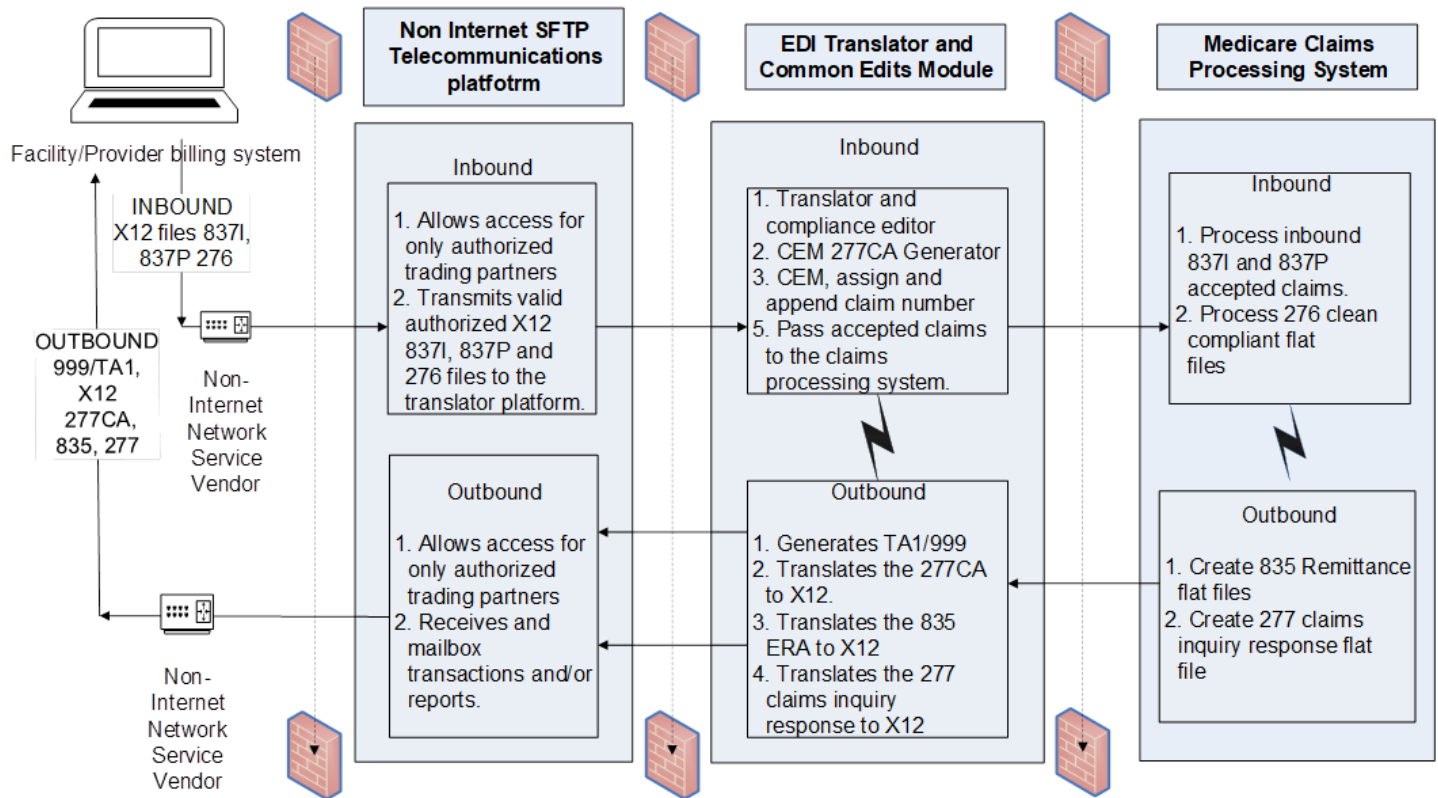 Non Internet SFTP
Telecommunications
platfotrm
EDI Translator and
Common Edits Module
Medicare Claims
Processing System
Facility/Provider billing system
INBOUND
X12 files 837I,
837P 276
OUTBOUND
999/TA1,
X12
277CA,
835, 277
Non-
Internet
Network
Service
Vendor
Non-
Internet
Network
Service
Vendor
Inbound
1. Allows access for
only authorized
trading partners
2. Transmits valid
authorized X12
837I, 837P and
276 files to the
translator platform.
Outbound
1. Allows access for
only authorized
trading partners
2. Receives and
mailbox
transactions and/or
reports.
Inbound
1. Translator and
compliance editor
2. CEM 277CA Generator
3. CEM, assign and
append claim number
5. Pass accepted claims
to the claims
processing system.
Outbound
1. Generates TA1/999
2. Translates the 277CA
to X12.
3. Translates the 835
ERA to X12
4. Translates the 277
claims inquiry
response to X12
Inbound
1. Process inbound
837I and 837P
accepted claims.
2. Process 276 clean
compliant flat
files
Outbound
1. Create 835 Remittance
flat files
2. Create 277 claims
inquiry response flat
file